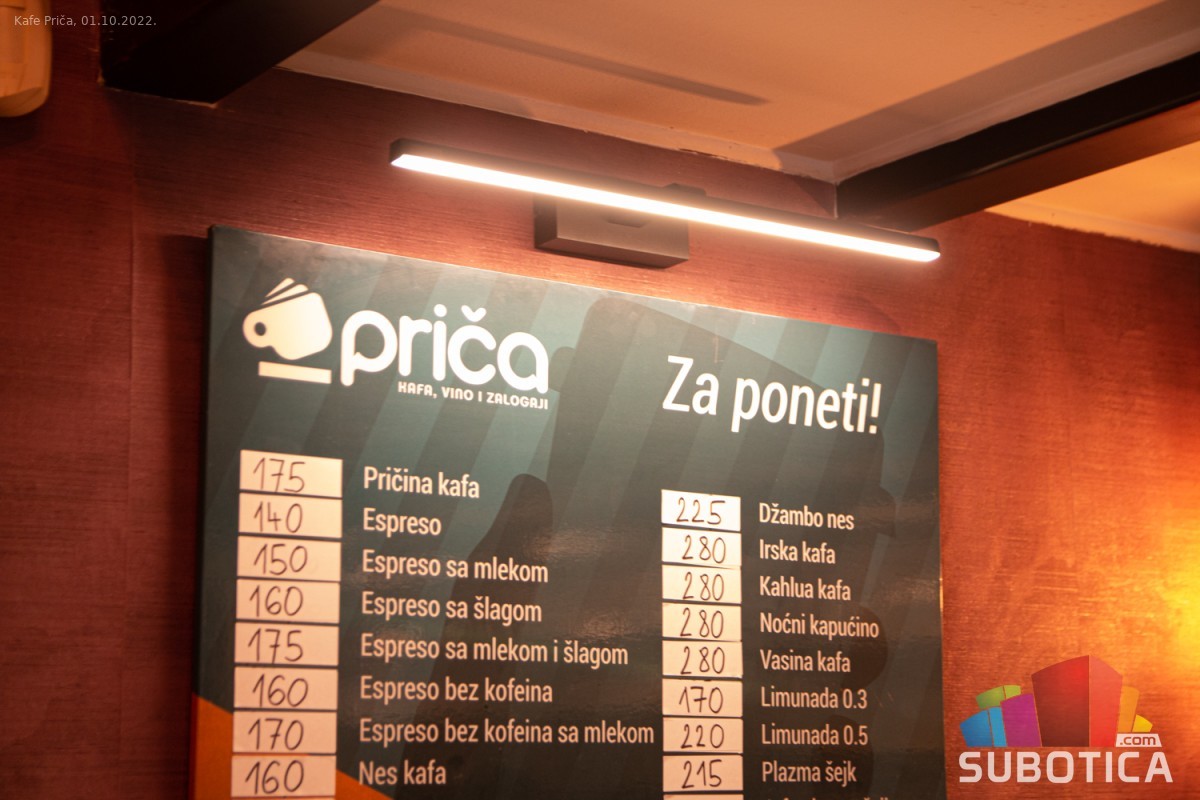 Kafe Priča, 01.10.2022.
priča
KAFA, VINO I ZALOGAJI
Za poneti!
175 Pričina kafa
140 Espreso
150 Espreso sa mlekom
160 Espreso sa šlagom
175 Espreso sa mlekom i šlagom
160 Espreso bez kofeina
170 Espreso bez kofeina sa mlekom
160 Nes kafa
225 Džambo nes
280 Irska kafa
280 Kahlua kafa
280 Noćni kapućino
280 Vasina kafa
170 Limunada 0.3
220 Limunada 0.5
215 Plazma šejk
.com
SUBOTICA